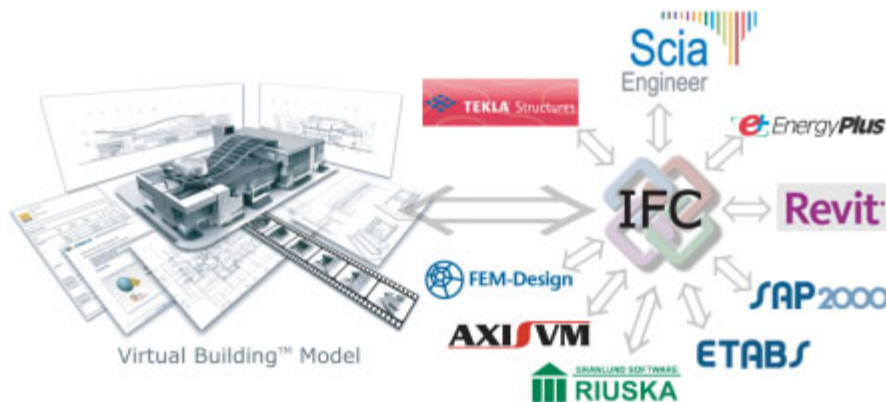 Scia
Engineer
TEKLA Structures
e+ EnergyPlus
IFC
Revit
FEM-Design
SAP2000
AXISVM
ETABS
GRANLUND SOFTWARE
RIUSKA
Virtual Building™ Model